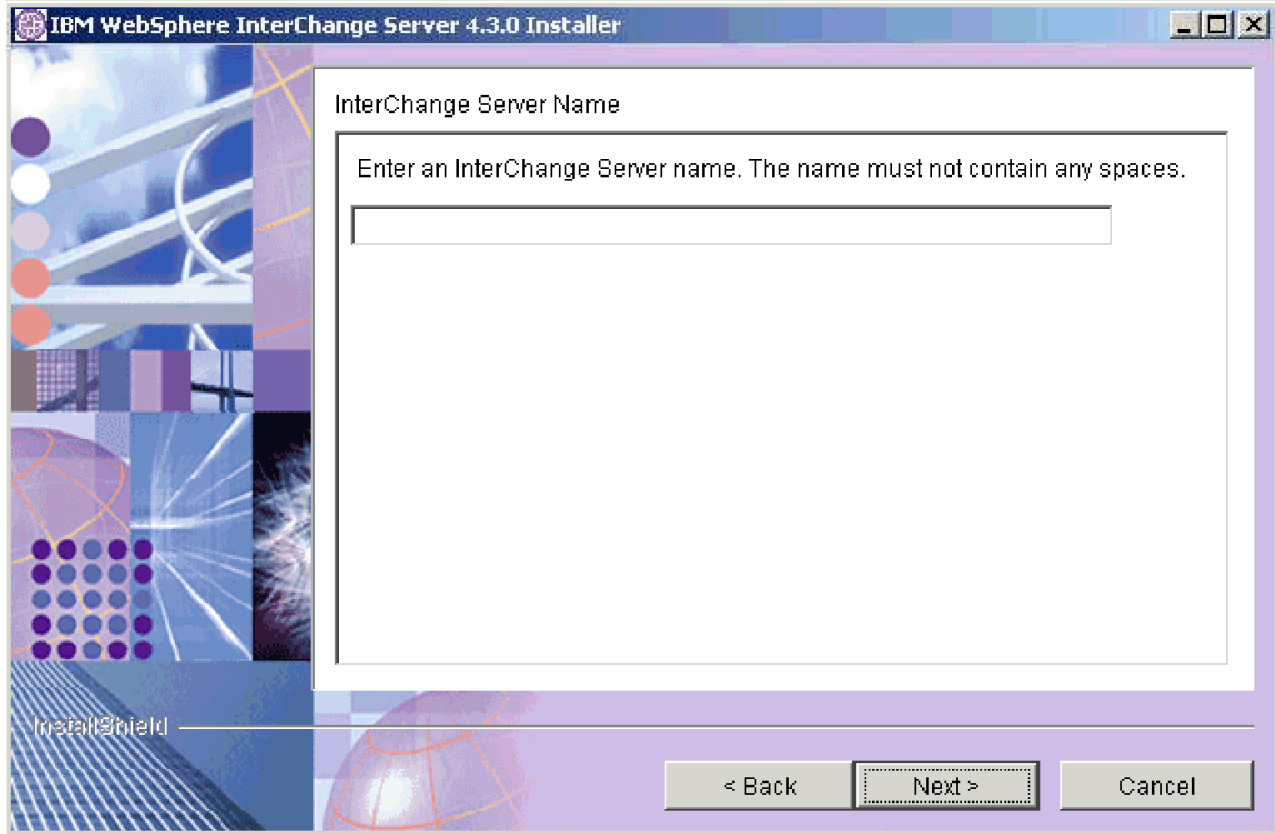 IBM WebSphere InterChange Server 4.3.0 Installer
InterChange Server Name
Enter an InterChange Server name. The name must not contain any spaces.
InstallShield
< Back
Next >
Cancel